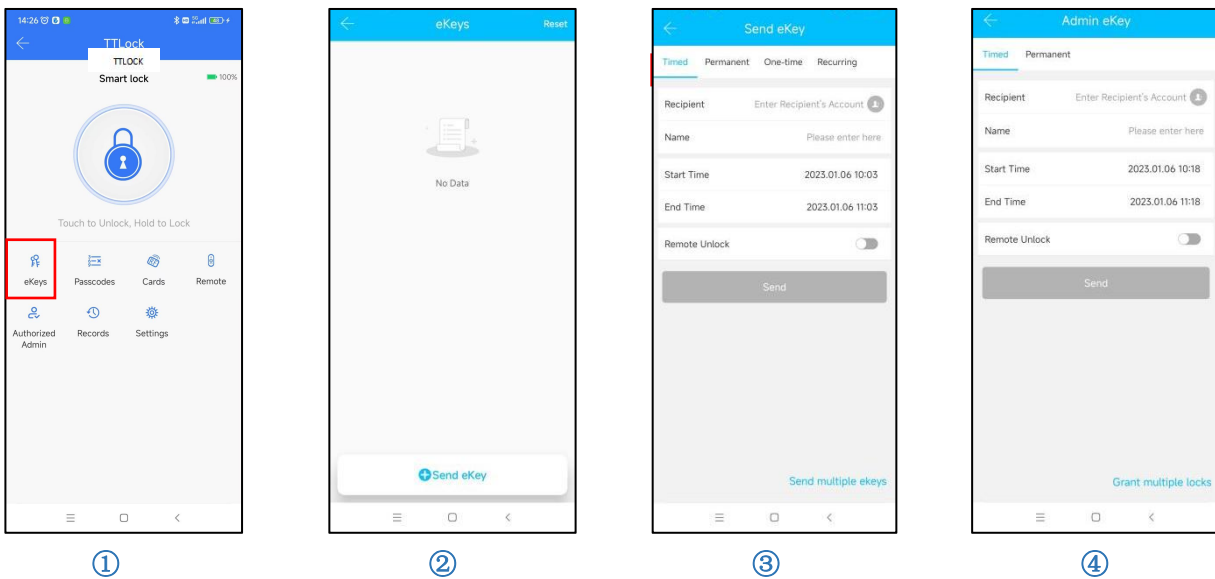 14:26
TTLock
TTLOCK
Smart lock
100%
Touch to Unlock, Hold to Lock
eKeys Passcodes Cards Remote
Authorized Admin Records Settings
①
eKeys Reset
No Data
Send eKey
②
Send eKey
Timed Permanent One-time Recurring
Recipient Enter Recipient's Account
Name Please enter here
Start Time 2023.01.06 10:03
End Time 2023.01.06 11:03
Remote Unlock
Send
Send multiple ekeys
③
Admin eKey
Timed Permanent
Recipient Enter Recipient's Account
Name Please enter here
Start Time 2023.01.06 10:18
End Time 2023.01.06 11:18
Remote Unlock
Send
Grant multiple locks
④